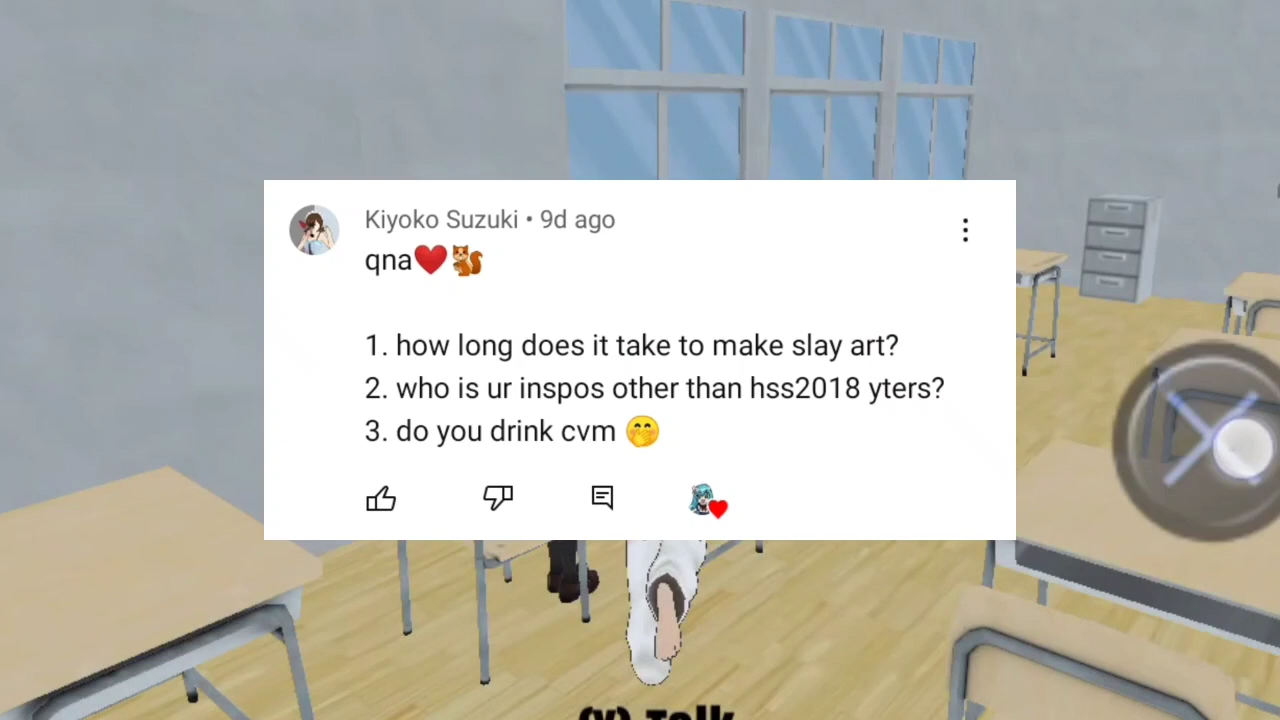 Kiyoko Suzuki • 9d ago
qna❤️🐿️
1. how long does it take to make slay art?
2. who is ur inspos other than hss2018 yters?
3. do you drink cvm 🤭
(Y) Talk